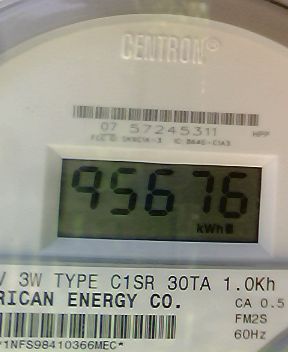 CENTRON®
07 57245311 HPP
95676
kWh
V 3W TYPE C1SR 30TA 1.0Kh
RICAN ENERGY CO. CA 0.5
FM2S
60Hz
*1NFS98410366MEC*